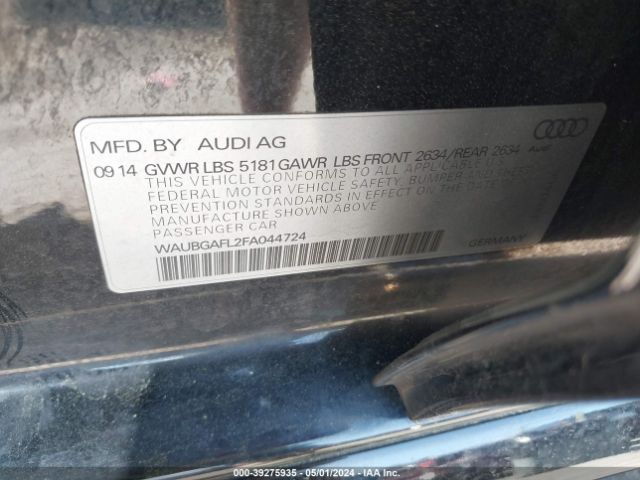 MFD. BY AUDI AG
09 14 GVWR LBS 5181 GAWR LBS FRONT 2634/REAR 2634 Audi
THIS VEHICLE CONFORMS TO ALL APPLICABLE U.S.
FEDERAL MOTOR VEHICLE SAFETY, BUMPER AND THEFT
PREVENTION STANDARDS IN EFFECT ON THE DATE OF
MANUFACTURE SHOWN ABOVE
PASSENGER CAR
WAUBGAFL2FA044724 GERMANY
000-39275935 - 05/01/2024 - IAA Inc.